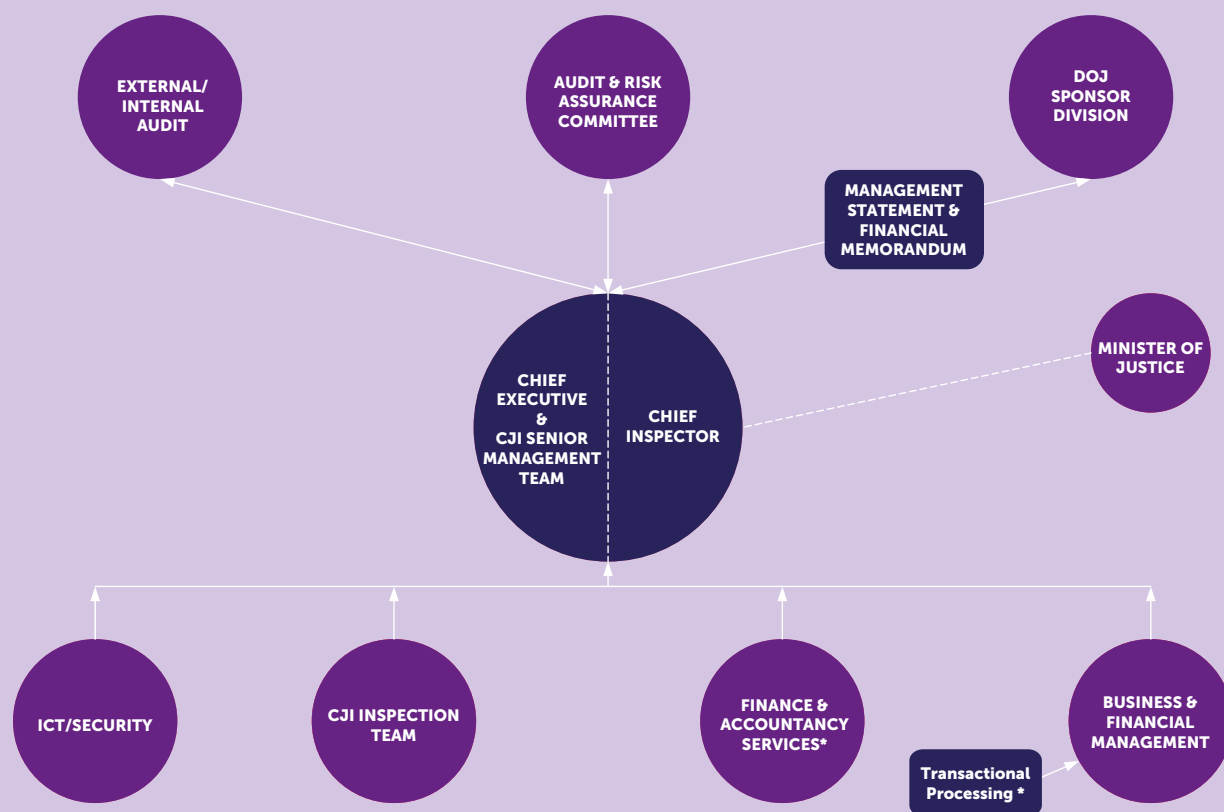 EXTERNAL/
INTERNAL
AUDIT
AUDIT & RISK
ASSURANCE
COMMITTEE
DOJ
SPONSOR
DIVISION
MANAGEMENT
STATEMENT &
FINANCIAL
MEMORANDUM
MINISTER OF
JUSTICE
CHIEF
EXECUTIVE
&
CJI SENIOR
MANAGEMENT
TEAM
CHIEF
INSPECTOR
ICT/SECURITY
CJI INSPECTION
TEAM
FINANCE &
ACCOUNTANCY
SERVICES*
BUSINESS &
FINANCIAL
MANAGEMENT
Transactional
Processing *